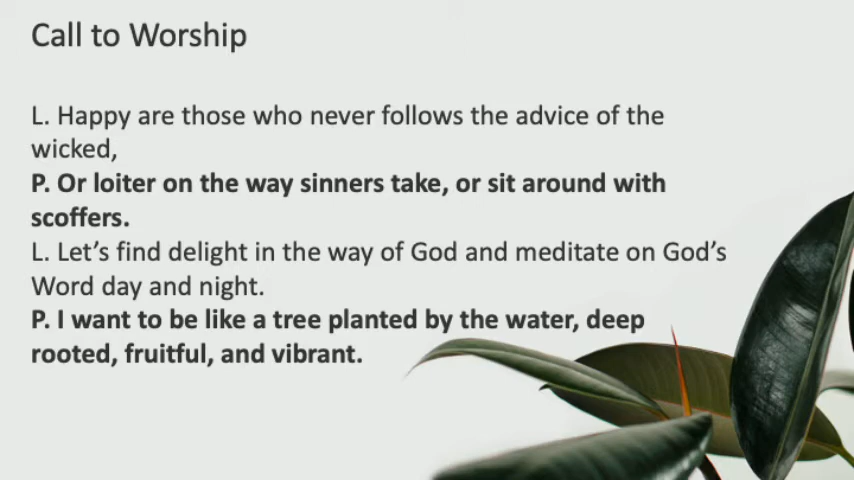 Call to Worship
L. Happy are those who never follows the advice of the
wicked,
P. Or loiter on the way sinners take, or sit around with
scoffers.
L. Let’s find delight in the way of God and meditate on God’s
Word day and night.
P. I want to be like a tree planted by the water, deep
rooted, fruitful, and vibrant.